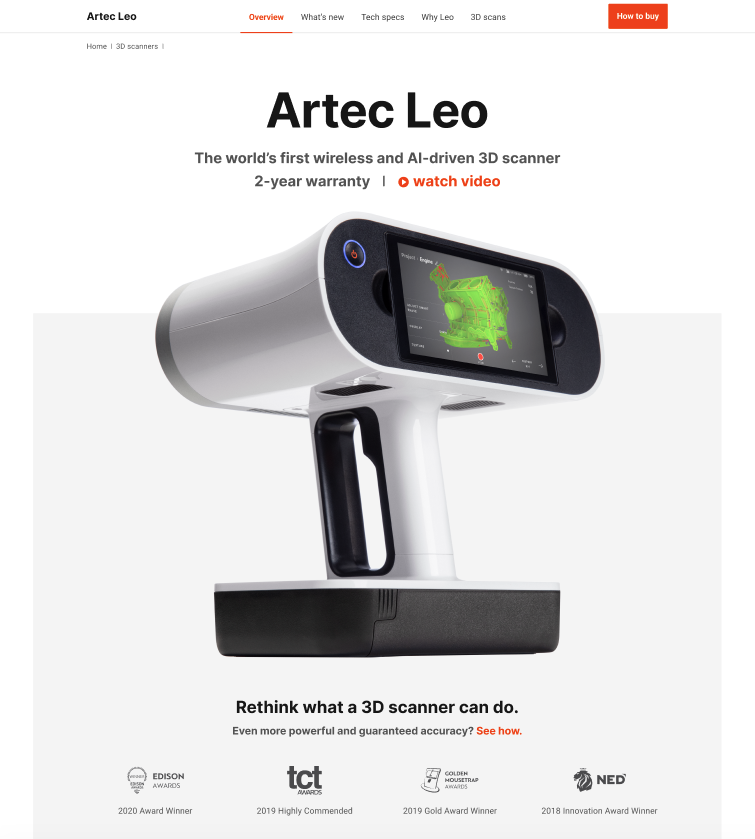 Artec Leo
Overview What's new Tech specs Why Leo 3D scans
How to buy
Home | 3D scanners |
Artec Leo
The world's first wireless and AI-driven 3D scanner
2-year warranty | watch video
Project Engine
Rethink what a 3D scanner can do.
Even more powerful and guaranteed accuracy? See how.
EDISON
AWARDS
2020 Award Winner
tct
AWARDS
2019 Highly Commended
GOLDEN
MOUSETRAP
AWARDS
2019 Gold Award Winner
NED
2018 Innovation Award Winner